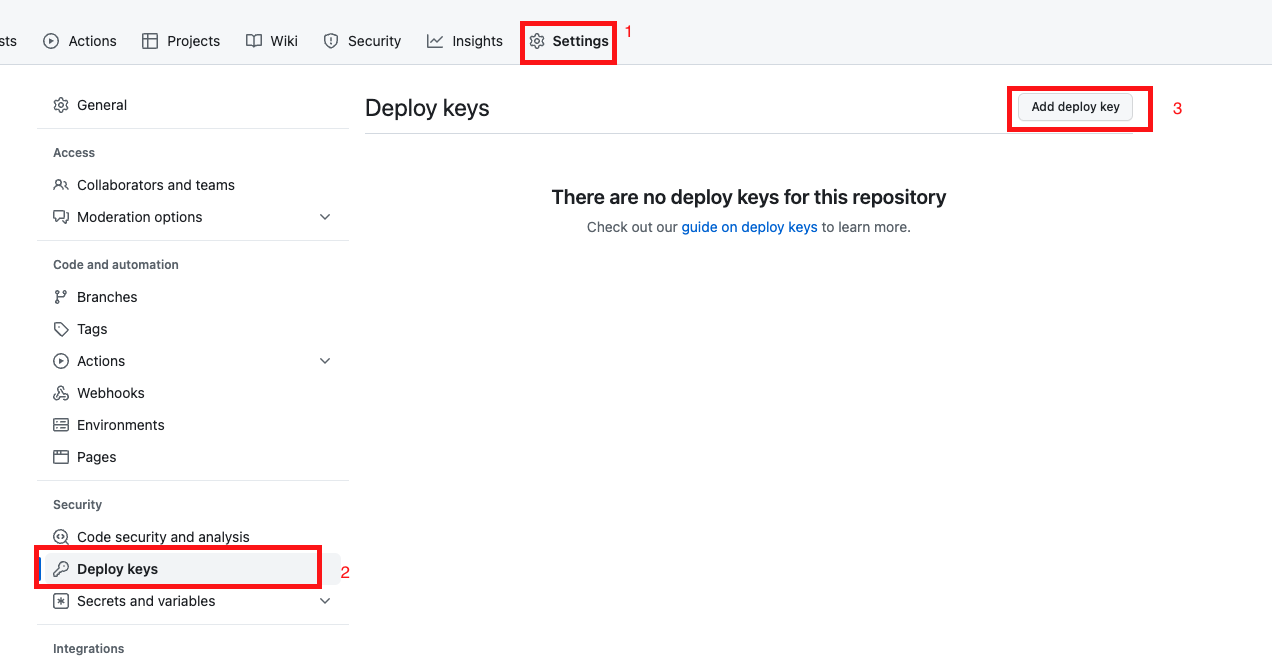 sts Actions Projects Wiki Security Insights Settings 1
General
Deploy keys
Add deploy key 3
Access
Collaborators and teams
Moderation options
There are no deploy keys for this repository
Check out our guide on deploy keys to learn more.
Code and automation
Branches
Tags
Actions
Webhooks
Environments
Pages
Security
Code security and analysis
Deploy keys 2
Secrets and variables
Integrations